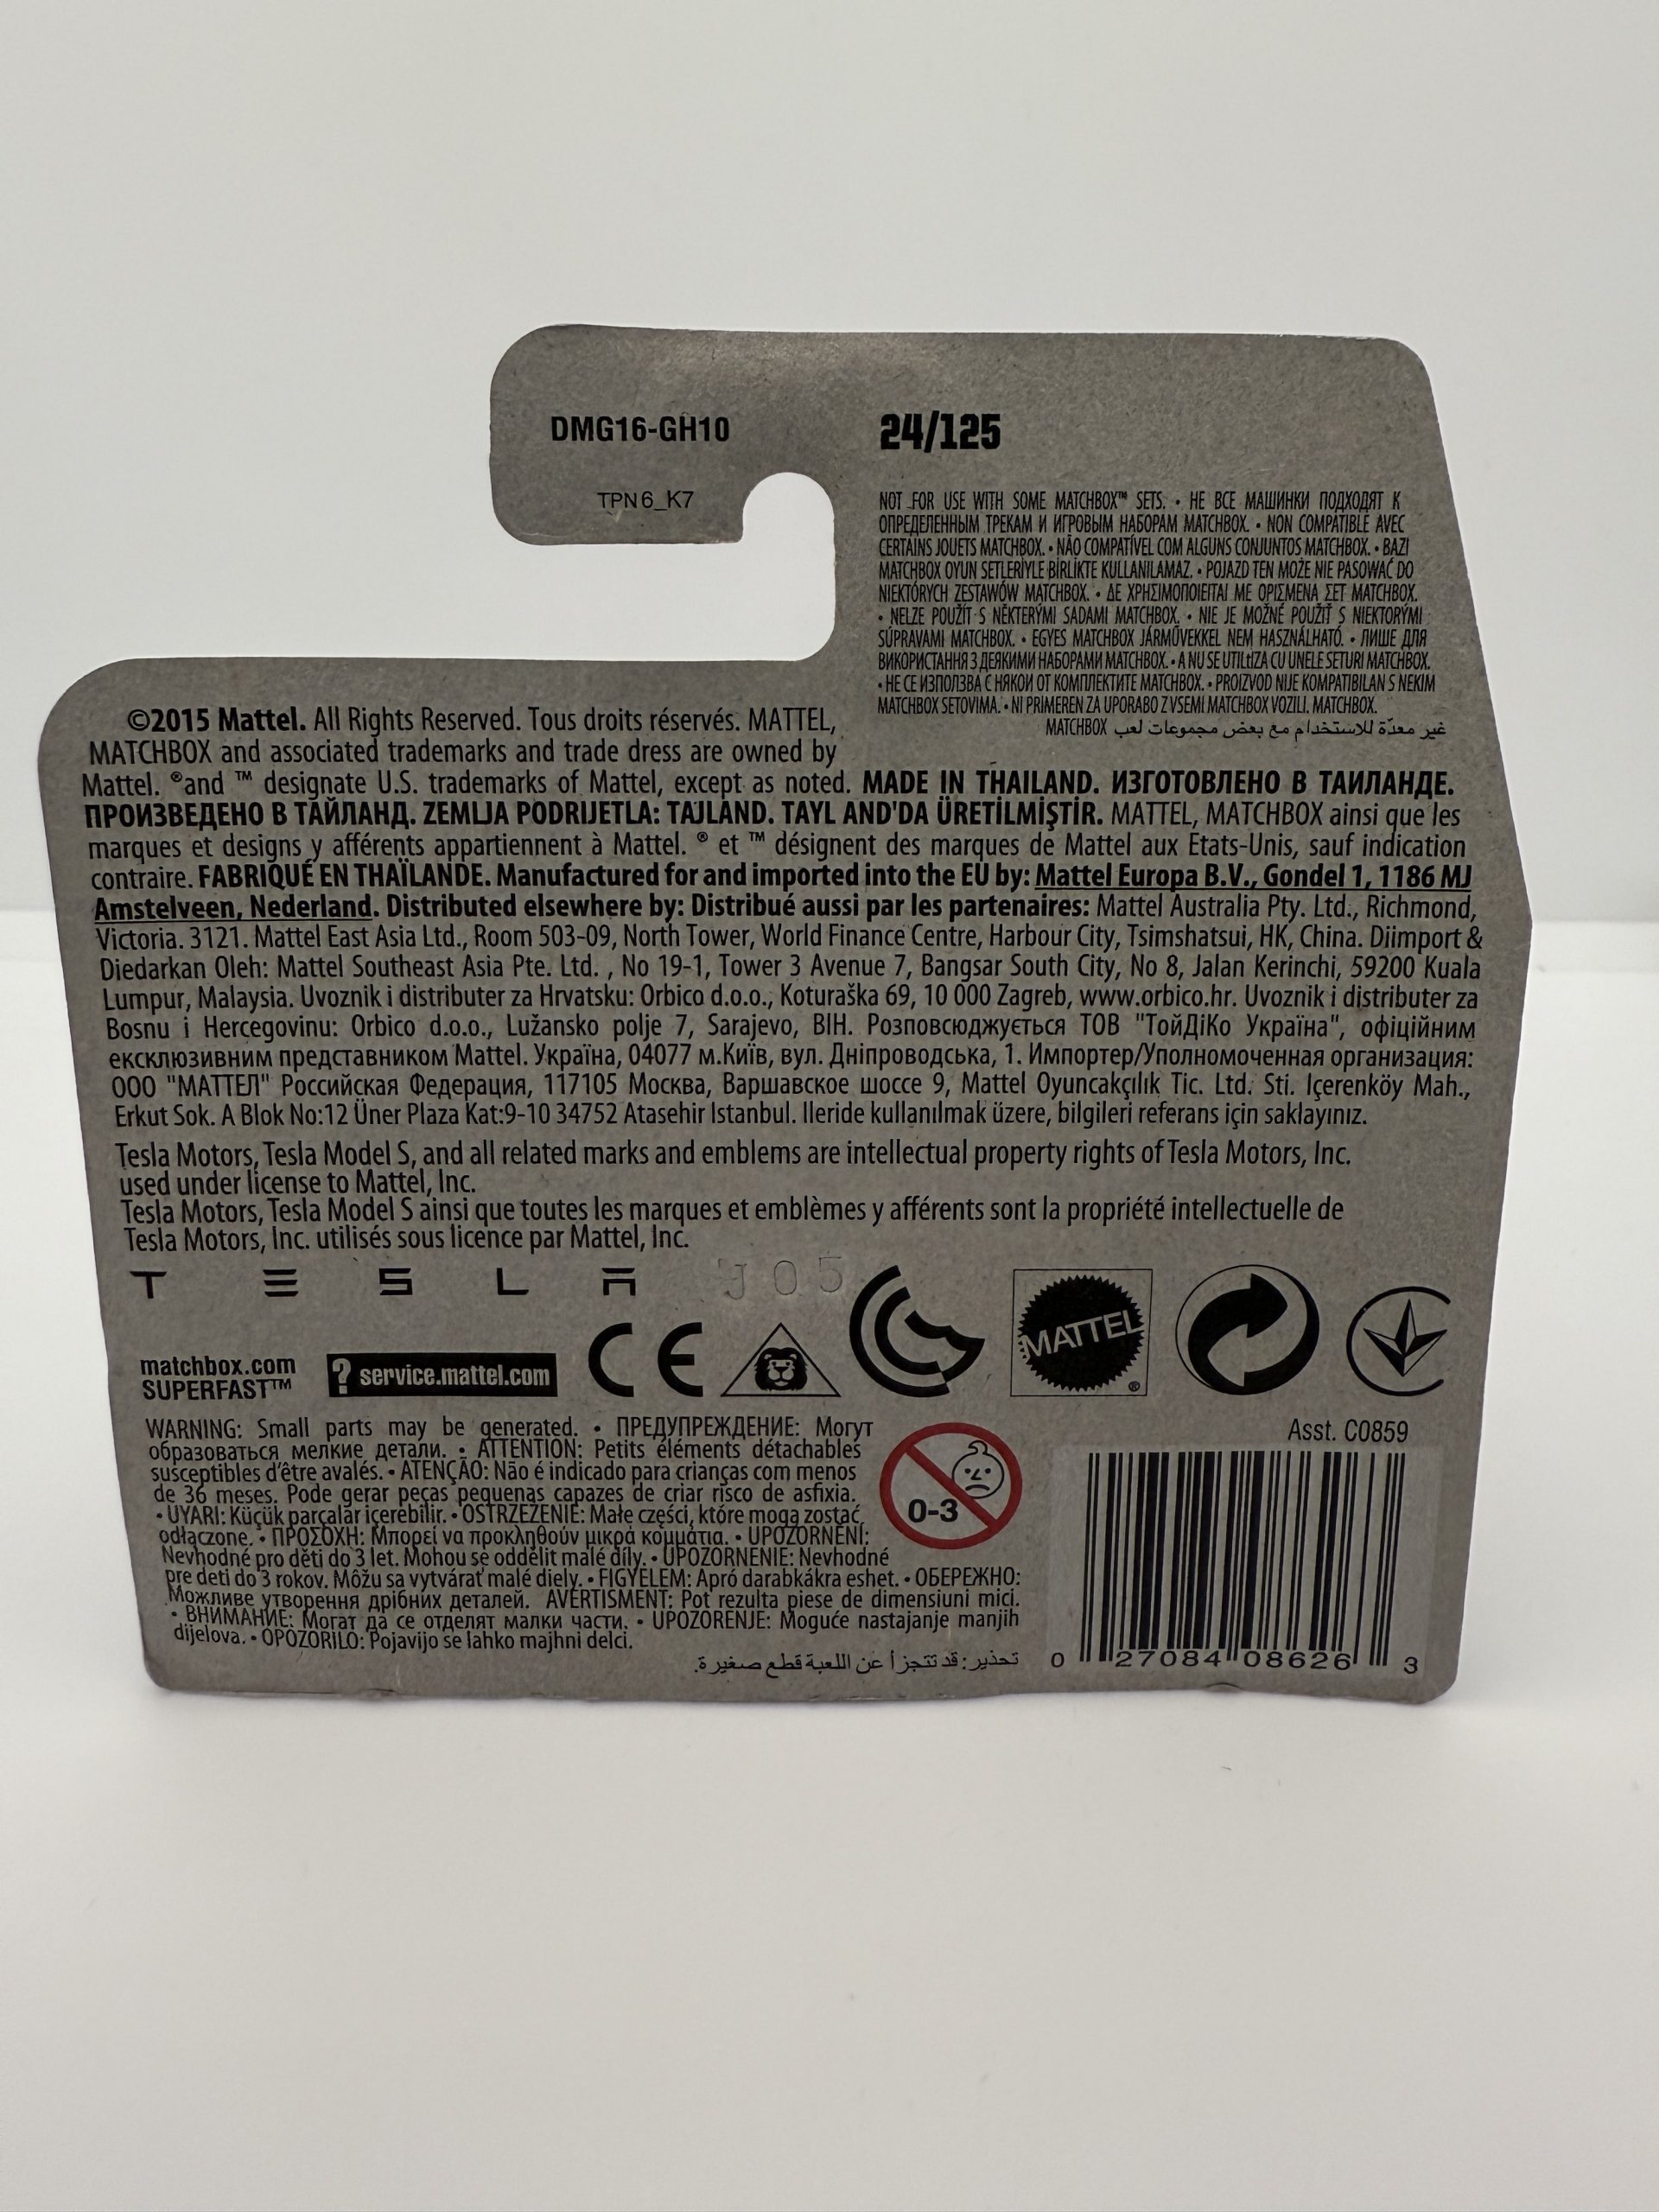 DMG16-GH10
TPN6_K7
24/125
NOT FOR USE WITH SOME MATCHBOX™ SETS. • НЕ ВСЕ МАШИНКИ ПОДХОДЯТ К
ОПРЕДЕЛЕННЫМ ТРЕКАМ И ИГРОВЫМ НАБОРАМ MATCHBOX. • NON COMPATIBLE AVEC
CERTAINS JOUETS MATCHBOX. • NÃO COMPATÍVEL COM ALGUNS CONJUNTOS MATCHBOX. • BAZI
MATCHBOX OYUN SETLERİYLE BİRLİKTE KULLANILAMAZ. • POJAZD TEN MOŻE NIE PASOWAĆ DO
NIEKTÓRYCH ZESTAWÓW MATCHBOX. • ΔΕ ΧΡΗΣΙΜΟΠΟΙΕΙΤΑΙ ΜΕ ΟΡΙΣΜΕΝΑ ΣΕΤ MATCHBOX.
• NELZE POUŽÍT S NĚKTERÝMI SADAMI MATCHBOX. • NIE JE MOŽNÉ POUŽIŤ S NIEKTORÝMI
SÚPRAVAMI MATCHBOX. • EGYES MATCHBOX JÁRMŰVEKKEL NEM HASZNÁLHATÓ. • ЛИШЕ ДЛЯ
ВИКОРИСТАННЯ З ДЕЯКИМИ НАБОРАМИ MATCHBOX. • A NU SE UTILIZA CU UNELE SETURI MATCHBOX.
• НЕ СЕ ИЗПОЛЗВА С НЯКОИ ОТ КОМПЛЕКТИТЕ MATCHBOX. • PROIZVOD NIJE KOMPATIBILAN S NEKIM
MATCHBOX SETOVIMA. • NI PRIMEREN ZA UPORABO Z VSEMI MATCHBOX VOZILI. MATCHBOX.
غير معدّة للاستخدام مع بعض مجموعات لعب MATCHBOX
©2015 Mattel. All Rights Reserved. Tous droits réservés. MATTEL,
MATCHBOX and associated trademarks and trade dress are owned by
Mattel. ® and ™ designate U.S. trademarks of Mattel, except as noted. MADE IN THAILAND. ИЗГОТОВЛЕНО В ТАИЛАНДЕ.
ПРОИЗВЕДЕНО В ТАЙЛАНД. ZEMLJA PODRIJETLA: TAJLAND. TAYL AND'DA ÜRETİLMİŞTİR. MATTEL, MATCHBOX ainsi que les
marques et designs y afférents appartiennent à Mattel. ® et ™ désignent des marques de Mattel aux Etats-Unis, sauf indication
contraire. FABRIQUÉ EN THAÏLANDE. Manufactured for and imported into the EU by: Mattel Europa B.V., Gondel 1, 1186 MJ
Amstelveen, Nederland. Distributed elsewhere by: Distribué aussi par les partenaires: Mattel Australia Pty. Ltd., Richmond,
Victoria. 3121. Mattel East Asia Ltd., Room 503-09, North Tower, World Finance Centre, Harbour City, Tsimshatsui, HK, China. Diimport &
Diedarkan Oleh: Mattel Southeast Asia Pte. Ltd. , No 19-1, Tower 3 Avenue 7, Bangsar South City, No 8, Jalan Kerinchi, 59200 Kuala
Lumpur, Malaysia. Uvoznik i distributer za Hrvatsku: Orbico d.o.o., Koturaška 69, 10 000 Zagreb, www.orbico.hr. Uvoznik i distributer za
Bosnu i Hercegovinu: Orbico d.o.o., Lužansko polje 7, Sarajevo, BIH. Розповсюджується ТОВ "ТойДіКо Україна", офіційним
ексклюзивним представником Mattel. Україна, 04077 м.Київ, вул. Дніпроводська, 1. Импортер/Уполномоченная организация:
ООО "МАТТЕЛ" Российская Федерация, 117105 Москва, Варшавское шоссе 9, Mattel Oyuncakçılık Tic. Ltd. Sti. Içerenköy Mah.,
Erkut Sok. A Blok No:12 Üner Plaza Kat:9-10 34752 Atasehir Istanbul. Ileride kullanılmak üzere, bilgileri referans için saklayınız.
Tesla Motors, Tesla Model S, and all related marks and emblems are intellectual property rights of Tesla Motors, Inc.
used under license to Mattel, Inc.
Tesla Motors, Tesla Model S ainsi que toutes les marques et emblèmes y afférents sont la propriété intellectuelle de
Tesla Motors, Inc. utilisés sous licence par Mattel, Inc.
TESLA
J05
CE
MATTEL®
matchbox.com
SUPERFAST™
? service.mattel.com
WARNING: Small parts may be generated. • ПРЕДУПРЕЖДЕНИЕ: Могут
образоваться мелкие детали. • ATTENTION: Petits éléments détachables
susceptibles d'être avalés. • ATENÇÃO: Não é indicado para crianças com menos
de 36 meses. Pode gerar peças pequenas capazes de criar risco de asfixia.
• UYARI: Küçük parçalar içerebilir. • OSTRZEŻENIE: Małe części, które mogą zostać
odłączone. • ΠΡΟΣΟΧΗ: Μπορεί να προκληθούν μικρά κομμάτια. • UPOZORNĚNÍ:
Nevhodné pro děti do 3 let. Mohou se oddělit malé díly. • UPOZORNENIE: Nevhodné
pre deti do 3 rokov. Môžu sa vytvárať malé diely. • FIGYELEM: Apró darabkákra eshet. • ОБЕРЕЖНО:
Можливе утворення дрібних деталей. AVERTISMENT: Pot rezulta piese de dimensiuni mici.
• ВНИМАНИЕ: Могат да се отделят малки части. • UPOZORENJE: Moguće nastajanje manjih
dijelova. • OPOZORILO: Pojavijo se lahko majhni delci.
تحذير: قد تتجزأ عن اللعبة قطع صغيرة.
0-3
Asst. C0859
0 27084 08626 3